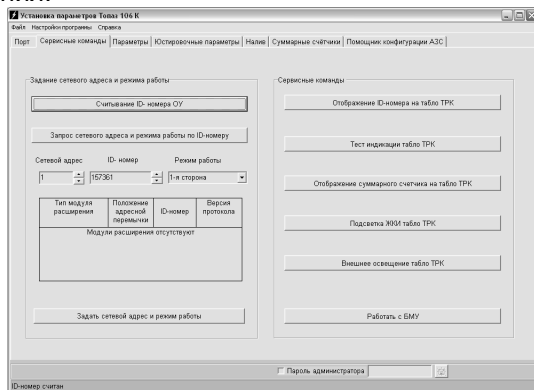 Установка параметров Топаз 106 К
Файл Настройки программы Справка
Порт Сервисные команды Параметры Юстировочные параметры Налив Суммарные счётчики Помощник конфигурации АЗС
Задание сетевого адреса и режима работы
Считывание ID- номера ОУ
Запрос сетевого адреса и режима работы по ID-номеру
Сетевой адрес ID- номер Режим работы
1 157361 1-я сторона
Тип модуля расширения Положение адресной перемычки ID-номер Версия протокола
Модули расширения отсутствуют
Задать сетевой адрес и режим работы
Сервисные команды
Отображение ID-номера на табло ТРК
Тест индикации табло ТРК
Отображение суммарного счетчика на табло ТРК
Подсветка ЖКИ табло ТРК
Внешнее освещение табло ТРК
Работать с БМУ
Пароль администратора
ID-номер считан